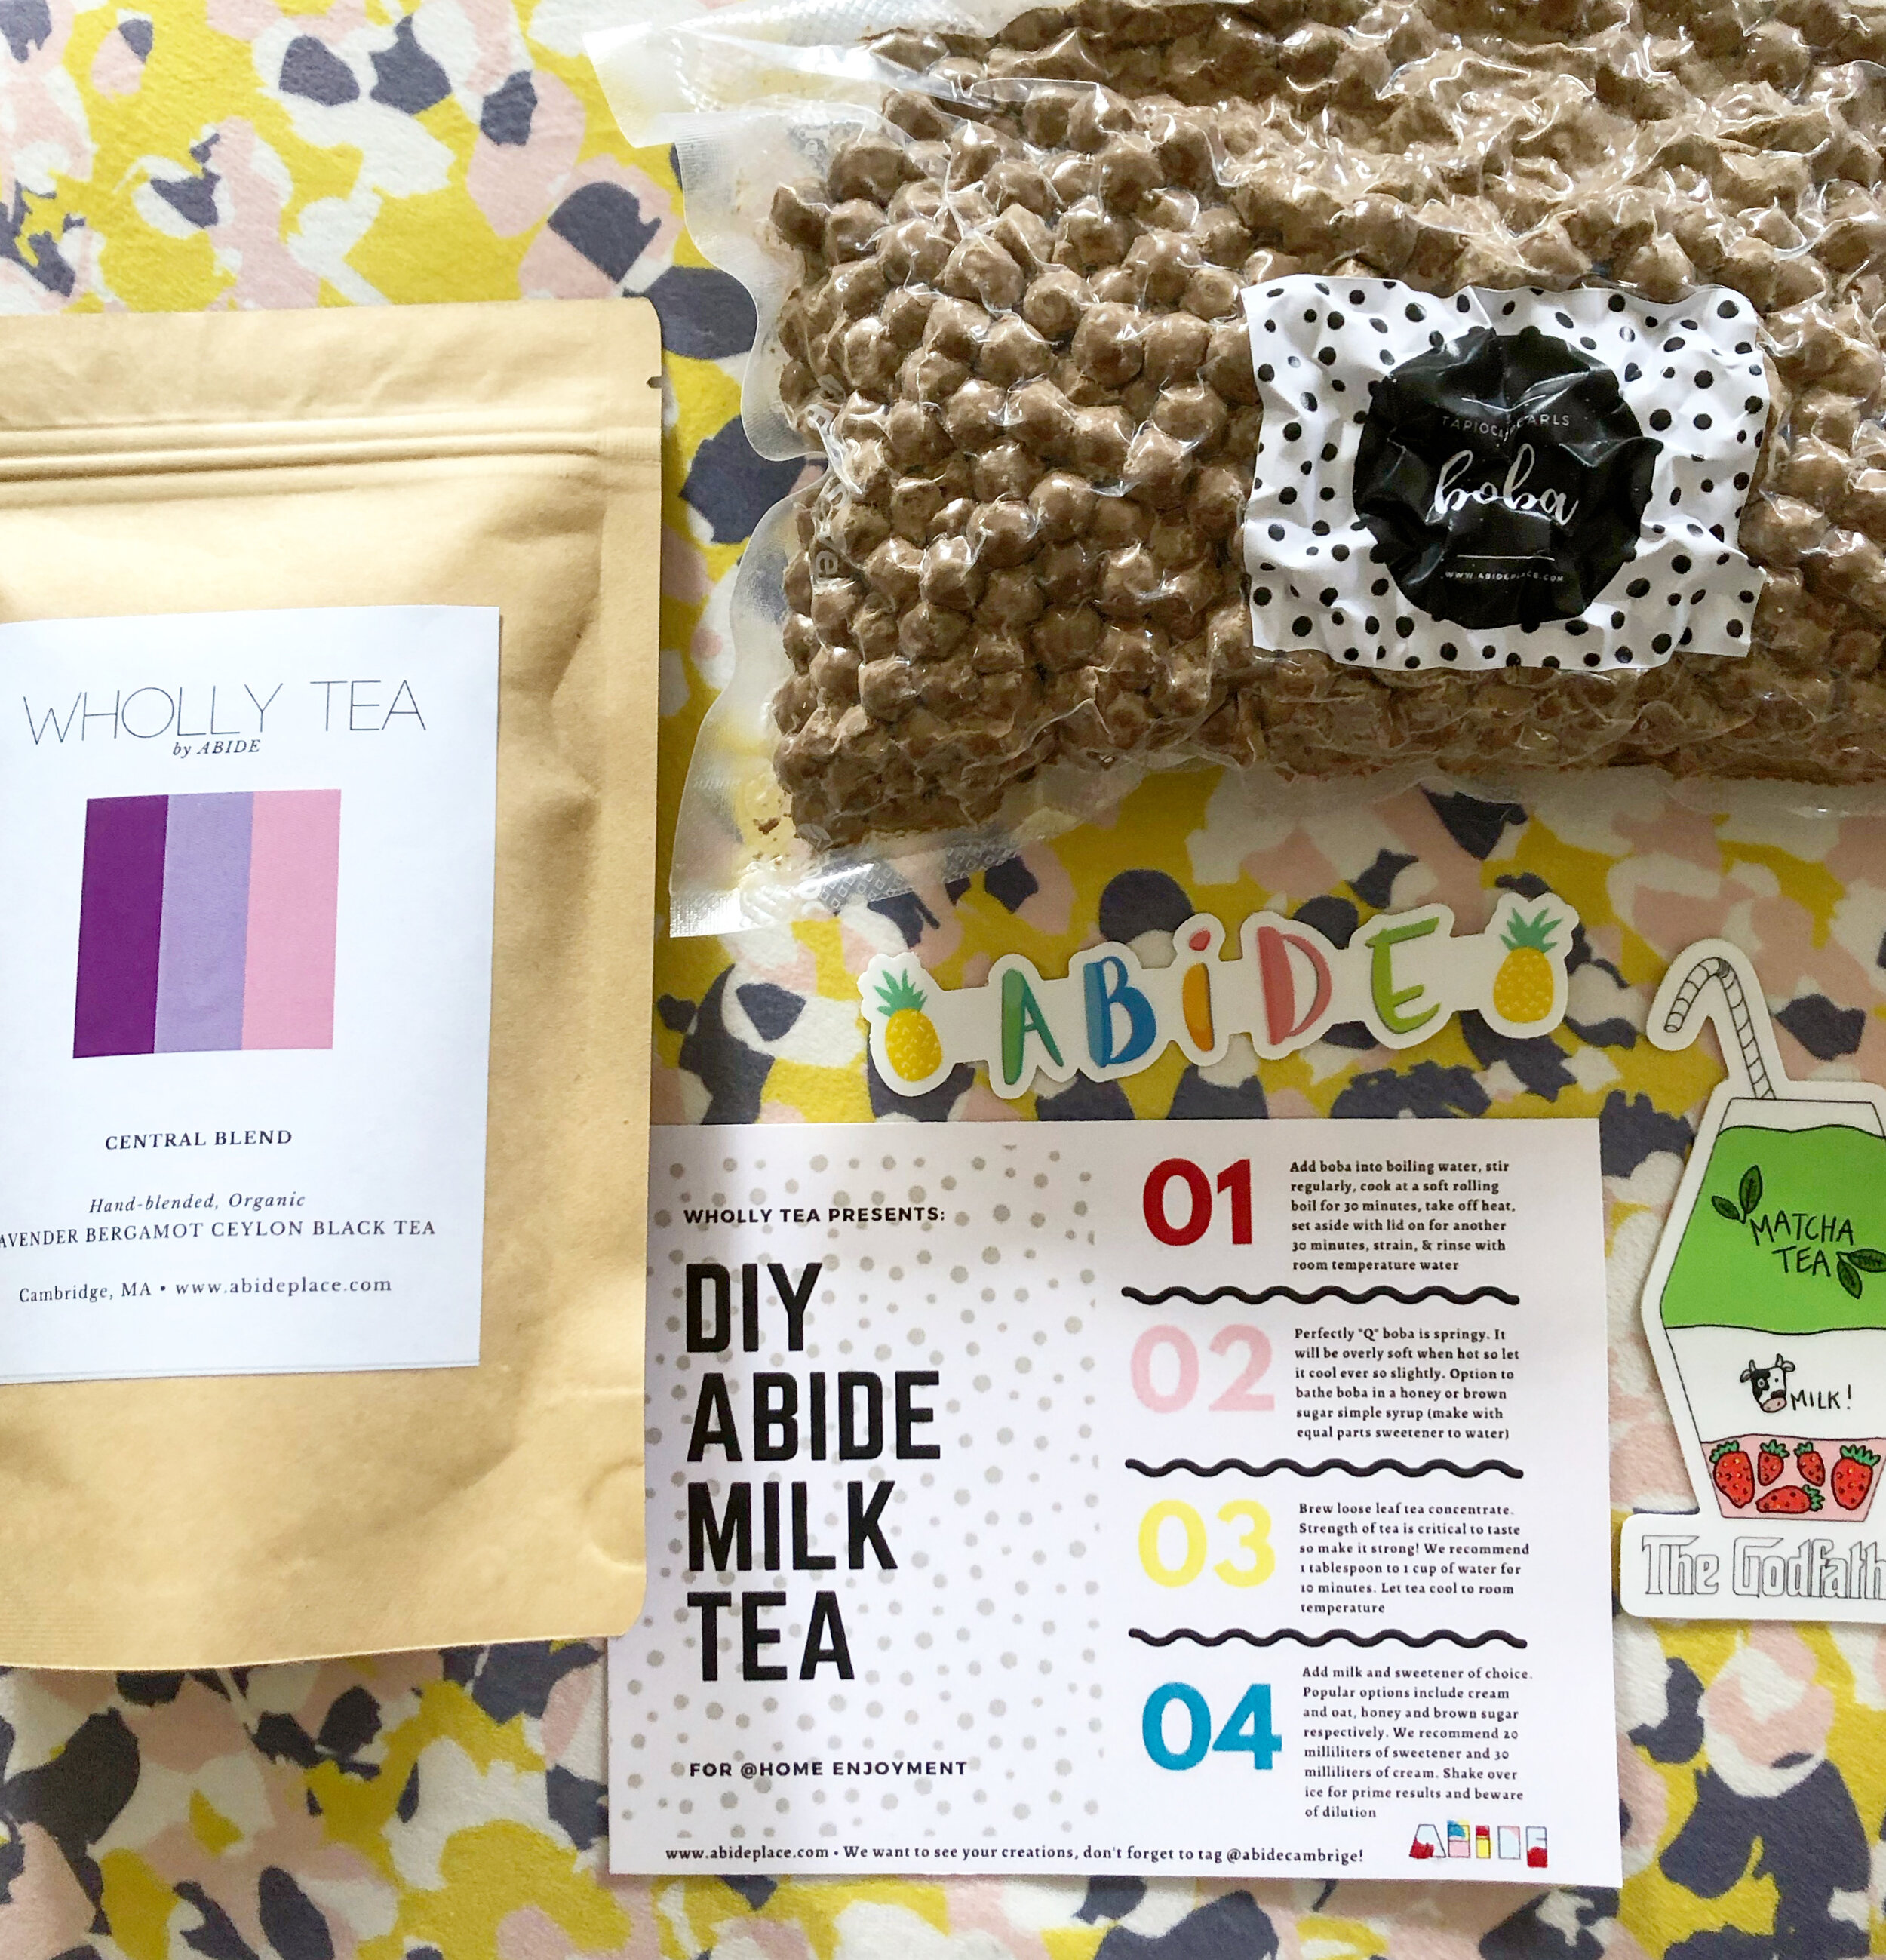 WHOLLY TEA
by ABIDE
CENTRAL BLEND
Hand-blended, Organic
AVENDER BERGAMOT CEYLON BLACK TEA
Cambridge, MA • www.abideplace.com
TAPIOCA PEARLS
boba
WWW.ABIDEPLACE.COM
ABiDE
WHOLLY TEA PRESENTS:
DIY
ABIDE
MILK
TEA
FOR @HOME ENJOYMENT
01
Add boba into boiling water, stir
regularly, cook at a soft rolling
boil for 30 minutes, take off heat,
set aside with lid on for another
30 minutes, strain, & rinse with
room temperature water
02
Perfectly "Q" boba is springy. It
will be overly soft when hot so let
it cool ever so slightly. Option to
bathe boba in a honey or brown
sugar simple syrup (make with
equal parts sweetener to water)
03
Brew loose leaf tea concentrate.
Strength of tea is critical to taste
so make it strong! We recommend
1 tablespoon to 1 cup of water for
10 minutes. Let tea cool to room
temperature
04
Add milk and sweetener of choice.
Popular options include cream
and oat, honey and brown sugar
respectively. We recommend 20
milliliters of sweetener and 30
milliliters of cream. Shake over
ice for prime results and beware
of dilution
www.abideplace.com • We want to see your creations, don't forget to tag @abidecambrige!
ABIDE
MATCHA
TEA
MILK!
The Godfath